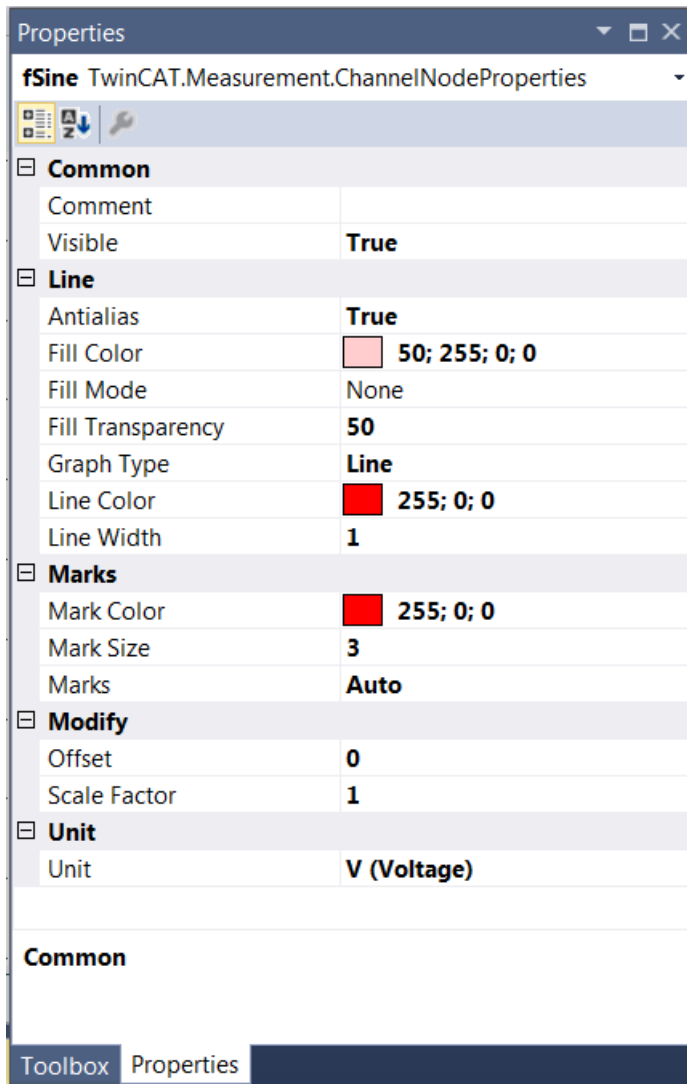 Properties
fSine TwinCAT.Measurement.ChannelNodeProperties
Common
Comment
Visible True
Line
Antialias True
Fill Color 50; 255; 0; 0
Fill Mode None
Fill Transparency 50
Graph Type Line
Line Color 255; 0; 0
Line Width 1
Marks
Mark Color 255; 0; 0
Mark Size 3
Marks Auto
Modify
Offset 0
Scale Factor 1
Unit
Unit V (Voltage)
Common
Toolbox Properties